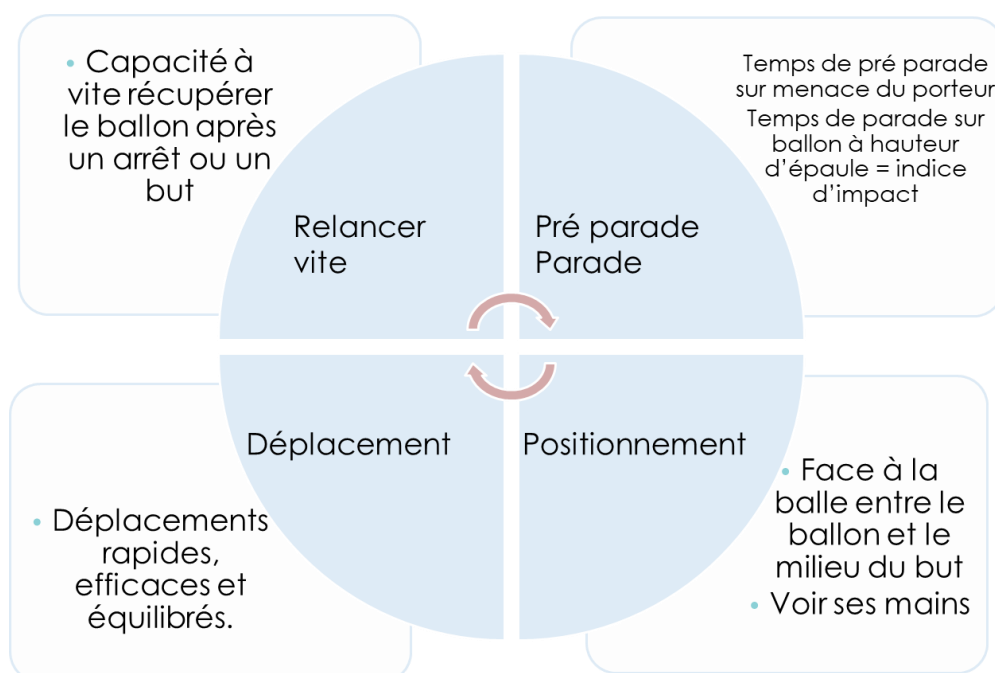 • Capacité à
vite récupérer
le ballon après
un arrêt ou un
but
Temps de pré parade
sur menace du porteur
Temps de parade sur
ballon à hauteur
d’épaule = indice
d’impact
Relancer
vite
Pré parade
Parade
Déplacement
Positionnement
• Déplacements
rapides,
efficaces et
équilibrés.
• Face à la
balle entre le
ballon et le
milieu du but
• Voir ses mains